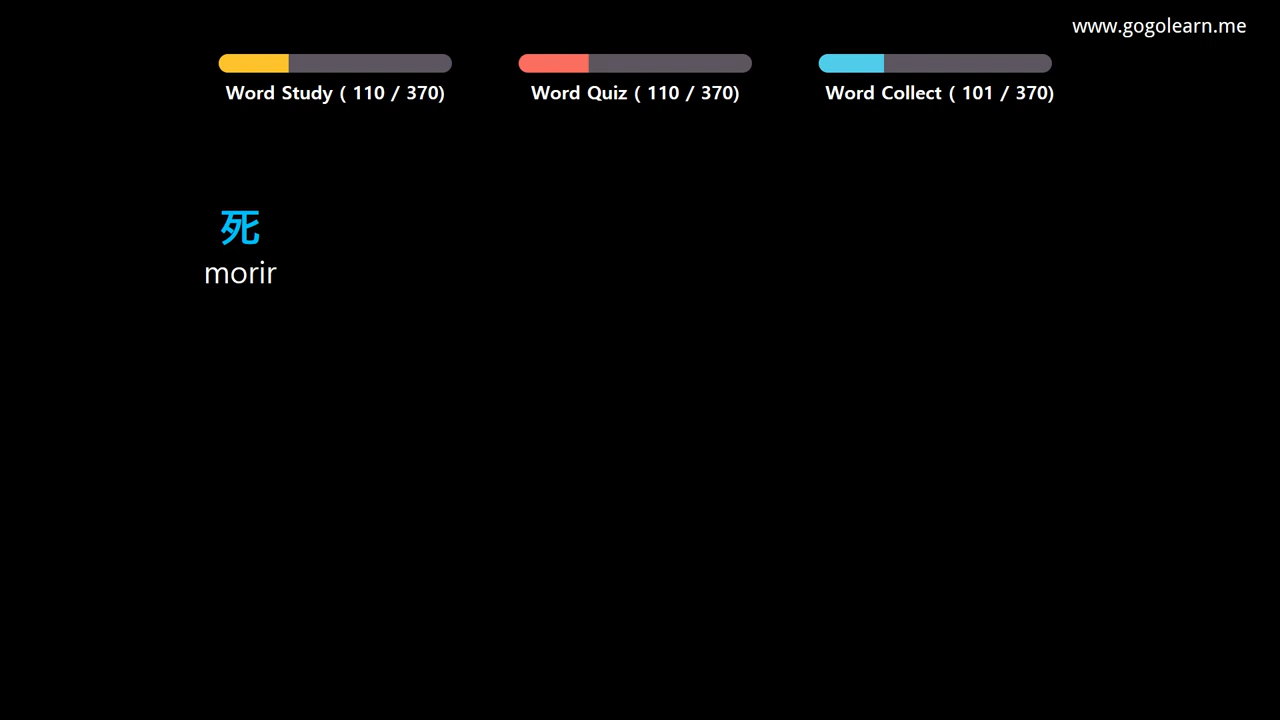 www.gogolearn.me
Word Study ( 110 / 370)
Word Quiz ( 110 / 370)
Word Collect ( 101 / 370)
死
morir